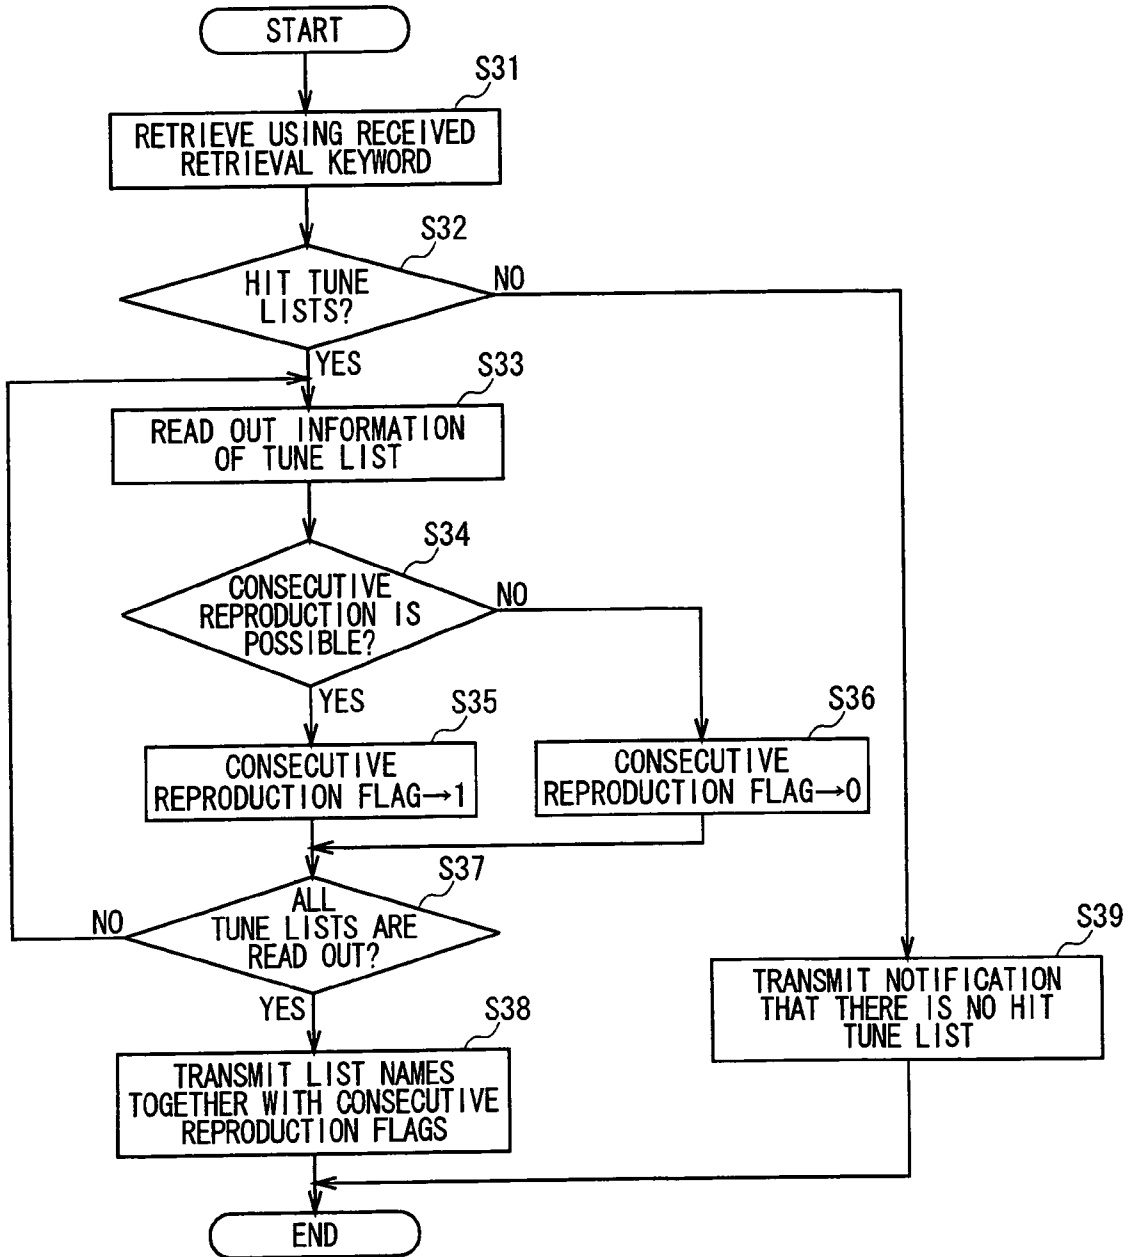 START
S31
RETRIEVE USING RECEIVED
RETRIEVAL KEYWORD
S32
HIT TUNE
LISTS?
NO
YES
S33
READ OUT INFORMATION
OF TUNE LIST
S34
CONSECUTIVE
REPRODUCTION IS
POSSIBLE?
NO
YES
S35
CONSECUTIVE
REPRODUCTION FLAG→1
S36
CONSECUTIVE
REPRODUCTION FLAG→0
S37
ALL
TUNE LISTS ARE
READ OUT?
NO
YES
S38
TRANSMIT LIST NAMES
TOGETHER WITH CONSECUTIVE
REPRODUCTION FLAGS
S39
TRANSMIT NOTIFICATION
THAT THERE IS NO HIT
TUNE LIST
END